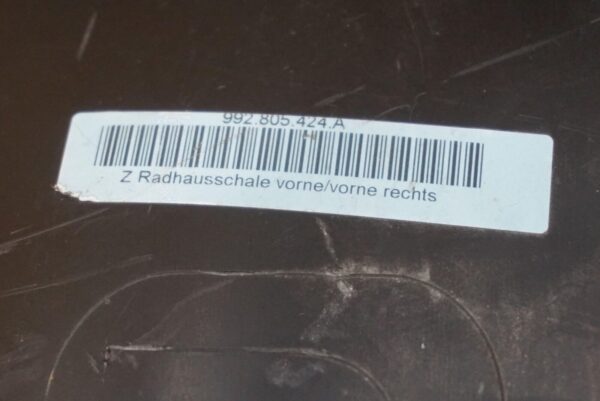 992.805.424.A
Z Radhausschale vorne/vorne rechts